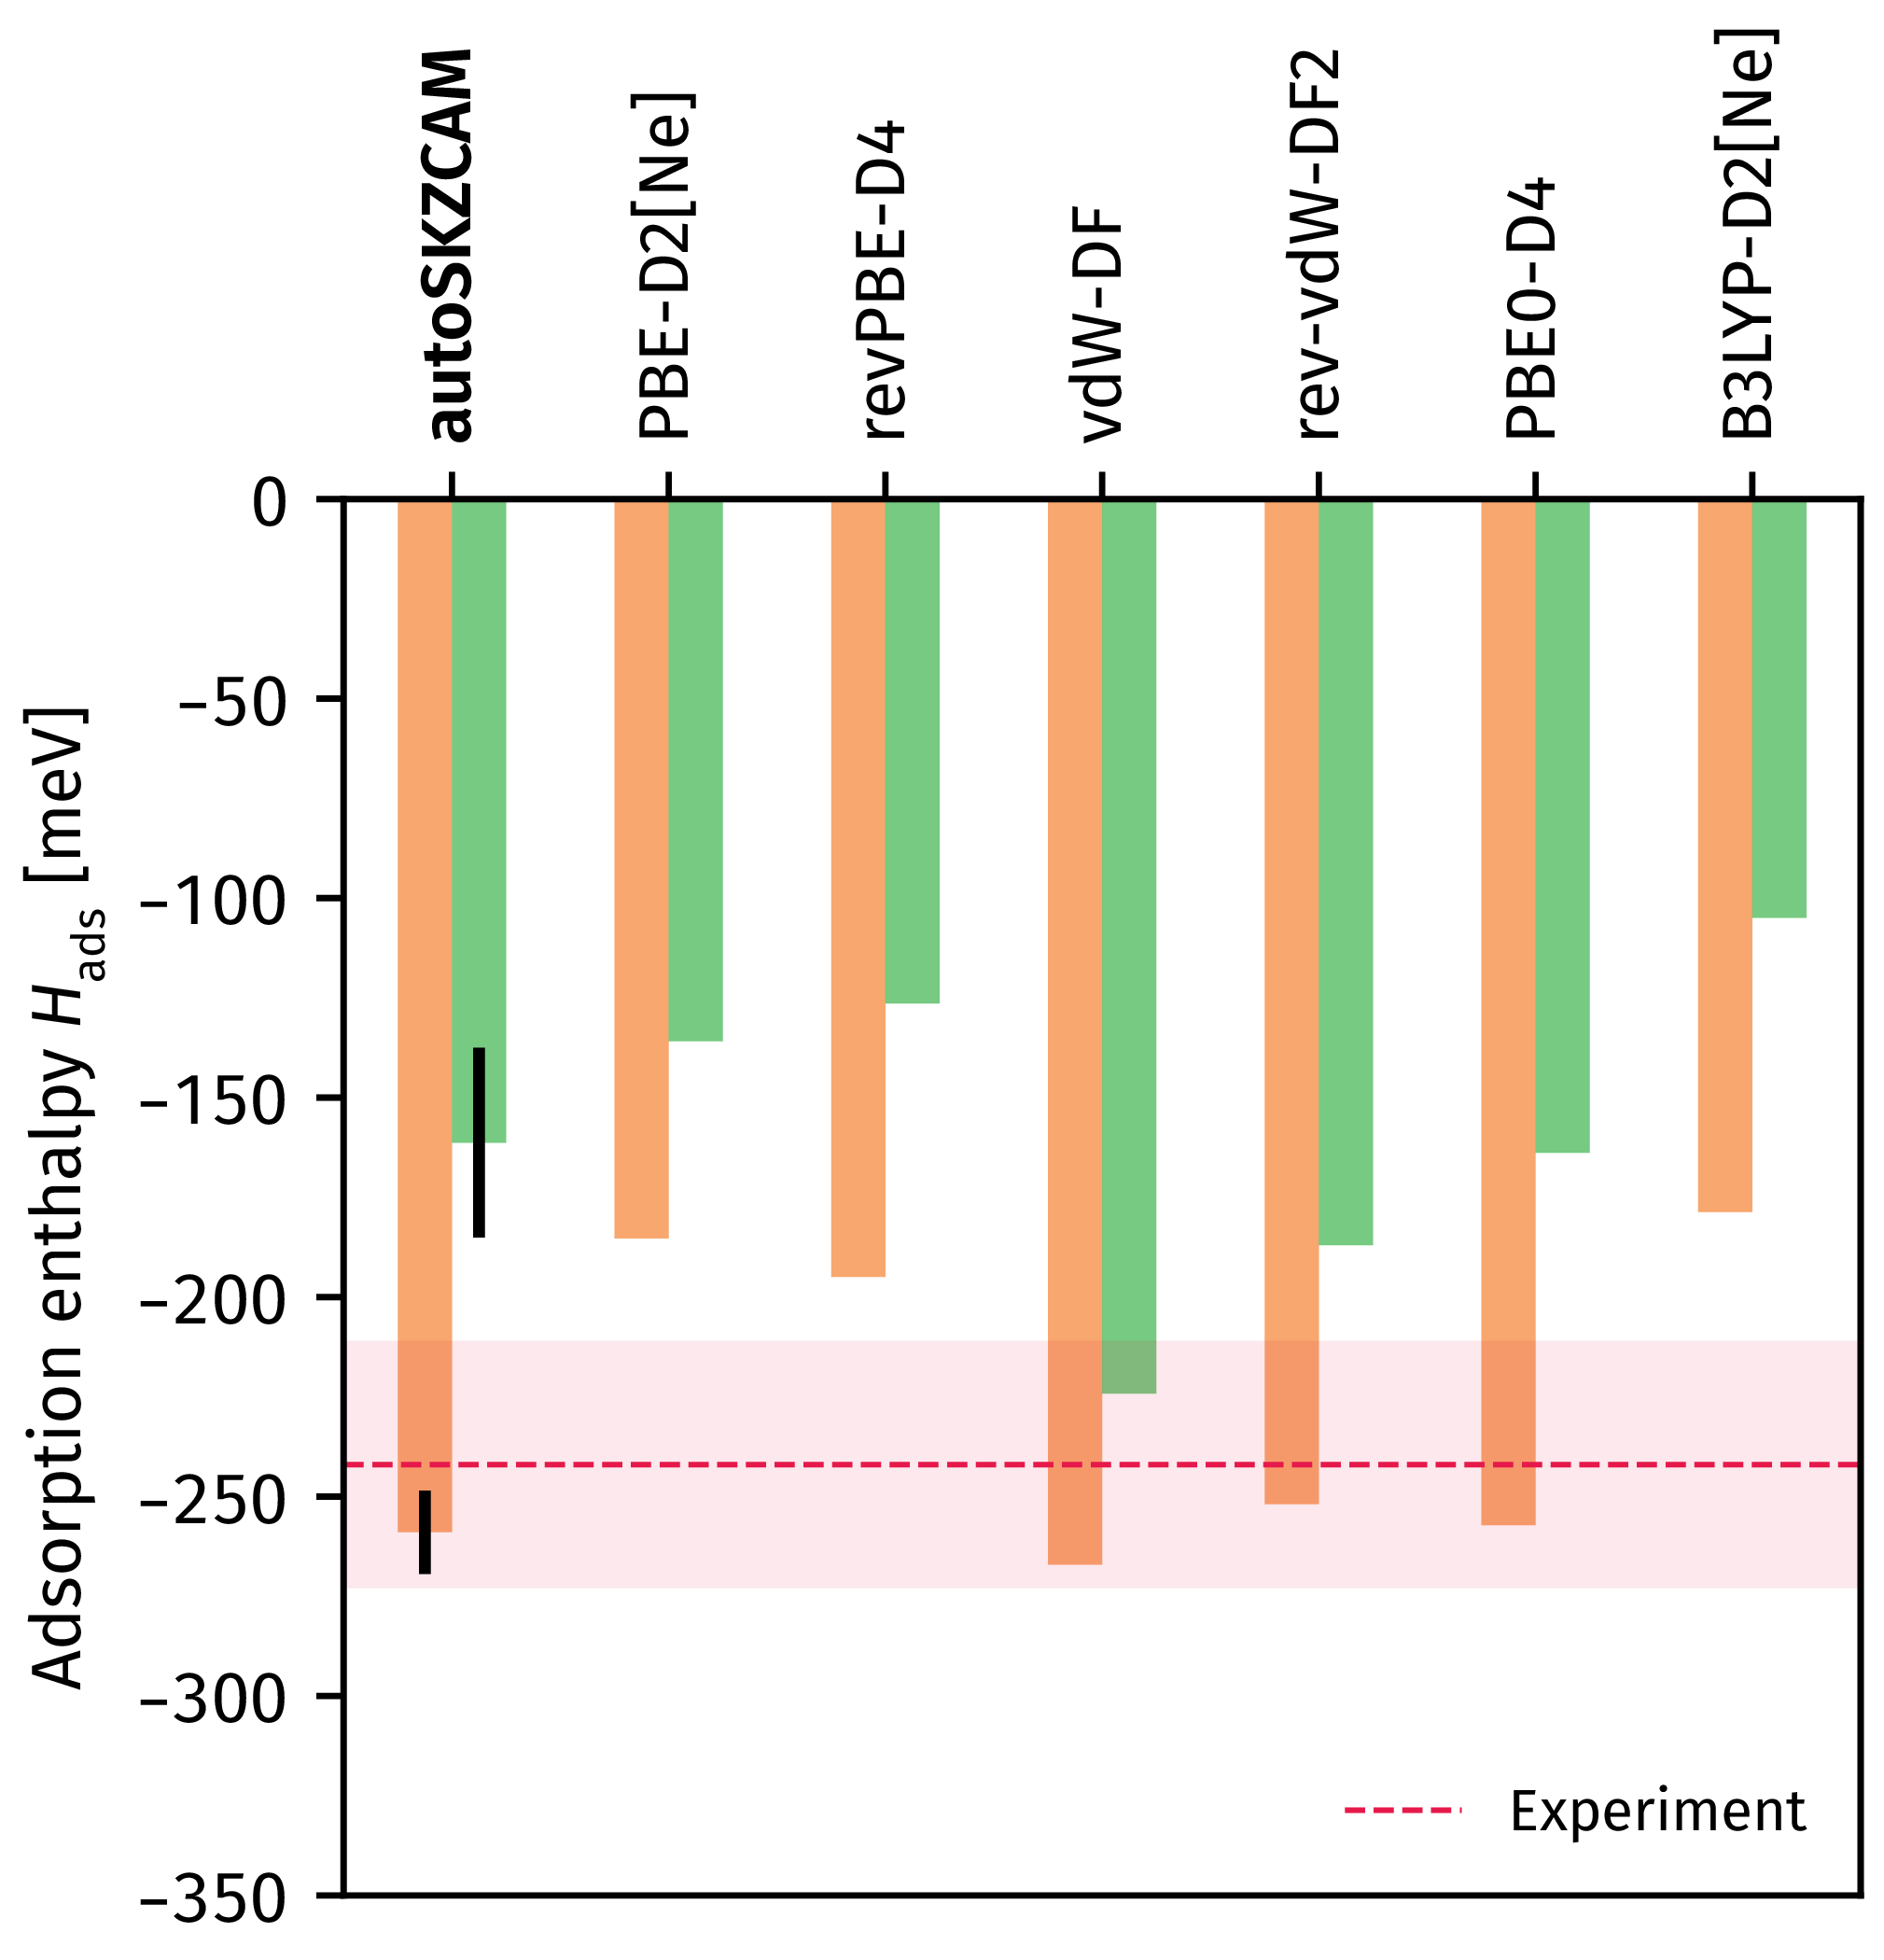 autoSKZCAM
PBE-D2[Ne]
revPBE-D4
vdW-DF
rev-vdW-DF2
PBE0-D4
B3LYP-D2[Ne]
Adsorption enthalpy Hads [meV]
0
-50
-100
-150
-200
-250
-300
-350
Experiment